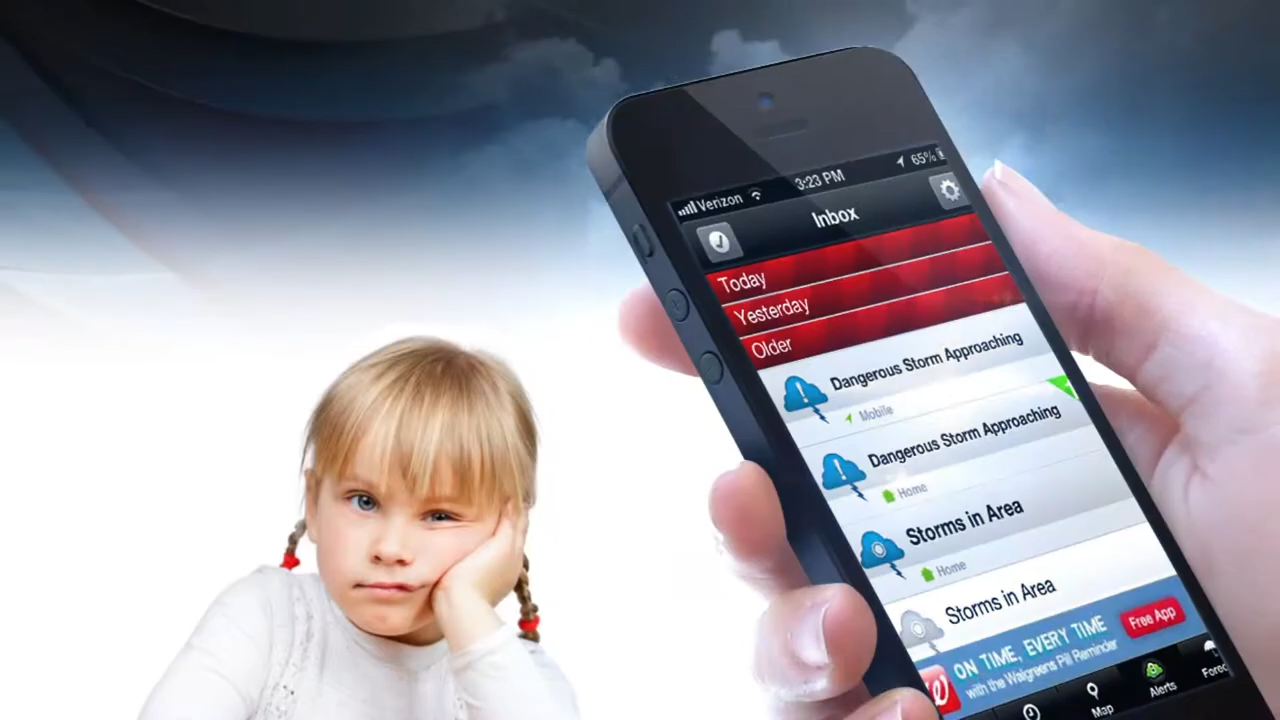 Verizon 3:23 PM 65%
Inbox
Today
Yesterday
Older
Dangerous Storm Approaching
Mobile
Dangerous Storm Approaching
Home
Storms in Area
Home
Storms in Area
ON TIME, EVERY TIME
with the Walgreens Pill Reminder
Free App
Map
Alerts